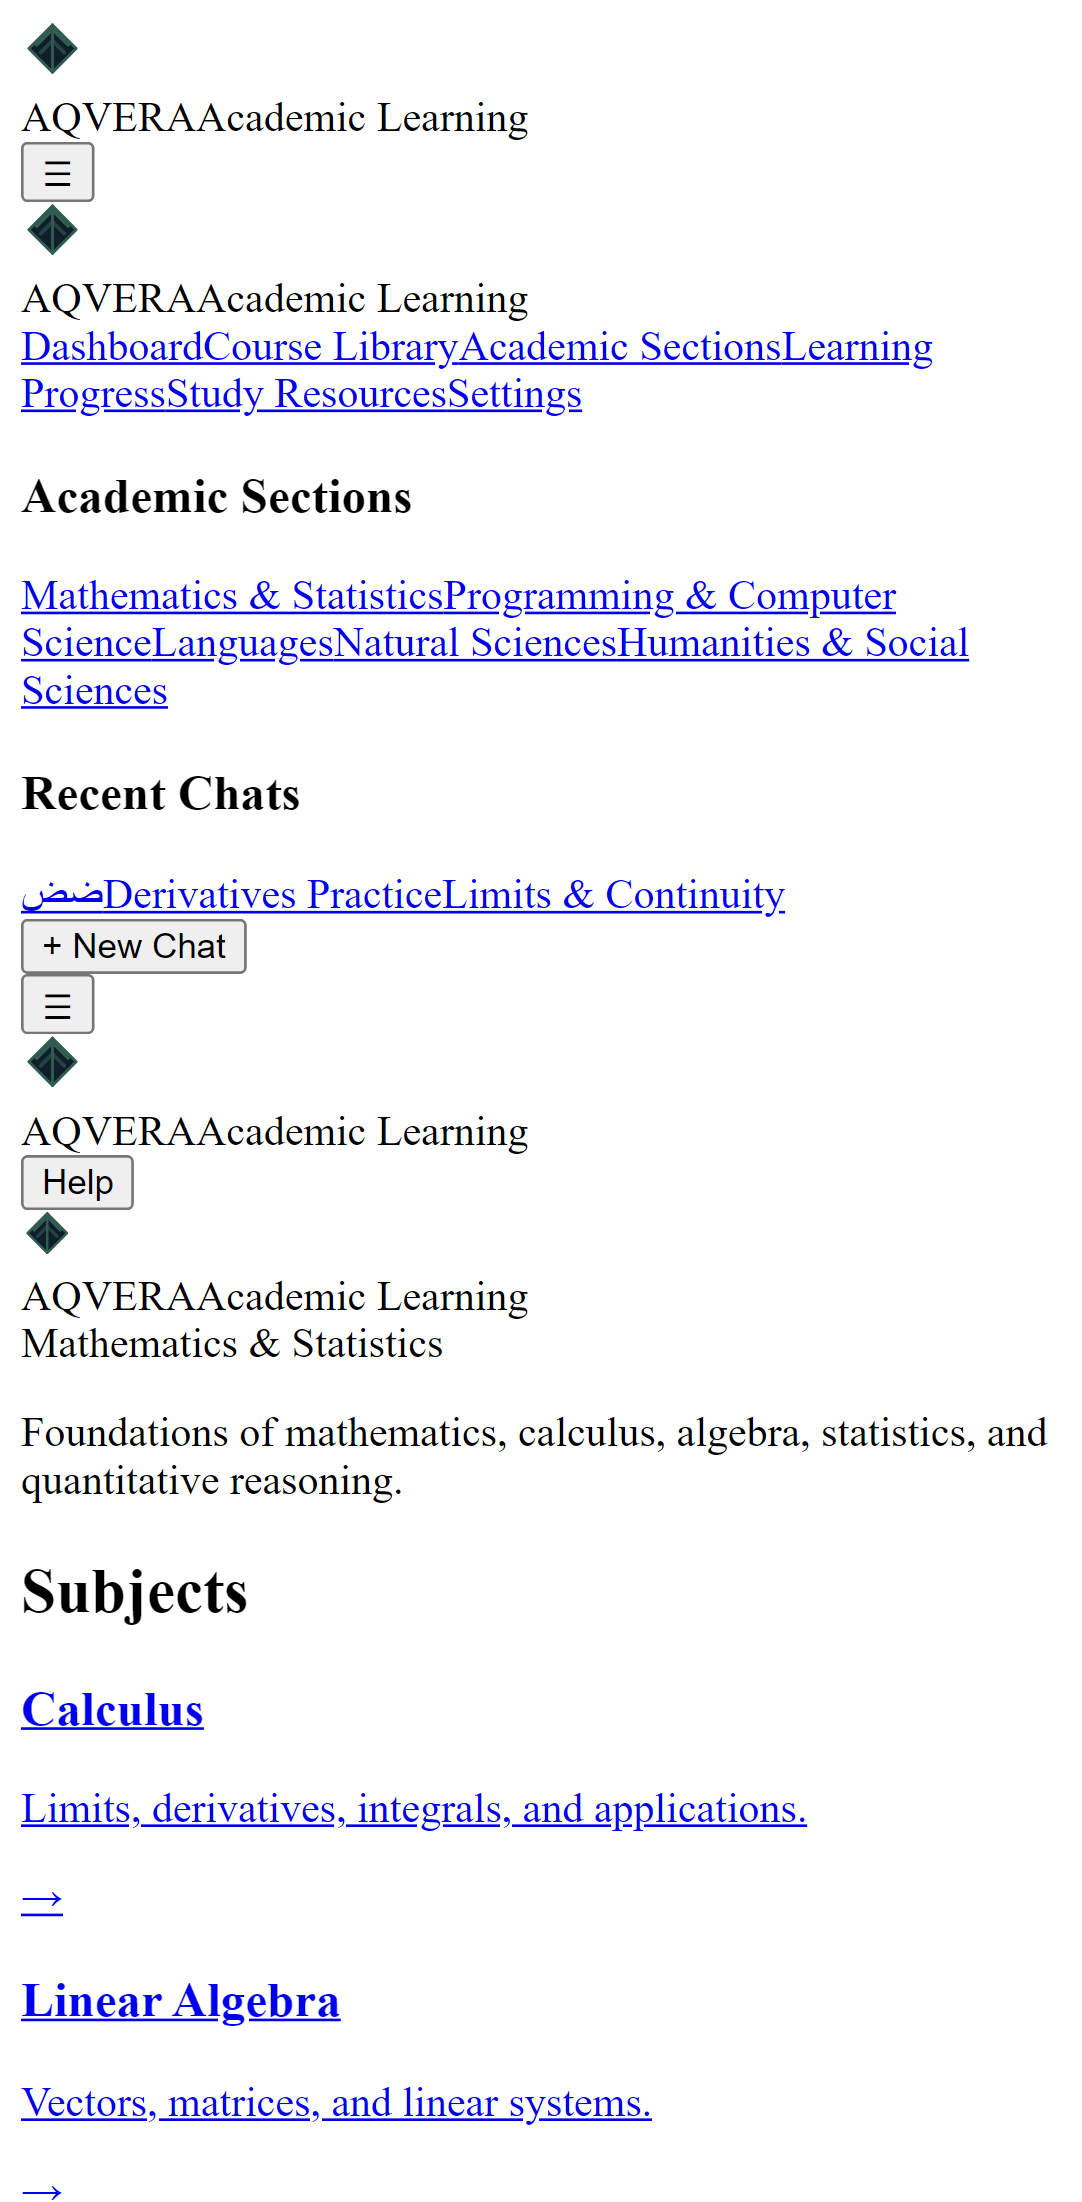 AQVERAAcademic Learning
☰
AQVERAAcademic Learning
DashboardCourse LibraryAcademic SectionsLearning
ProgressStudy ResourcesSettings
Academic Sections
Mathematics & StatisticsProgramming & Computer
ScienceLanguagesNatural SciencesHumanities & Social
Sciences
Recent Chats
ضضDerivatives PracticeLimits & Continuity
+ New Chat
☰
AQVERAAcademic Learning
Help
AQVERAAcademic Learning
Mathematics & Statistics
Foundations of mathematics, calculus, algebra, statistics, and
quantitative reasoning.
Subjects
Calculus
Limits, derivatives, integrals, and applications.
→
Linear Algebra
Vectors, matrices, and linear systems.
→